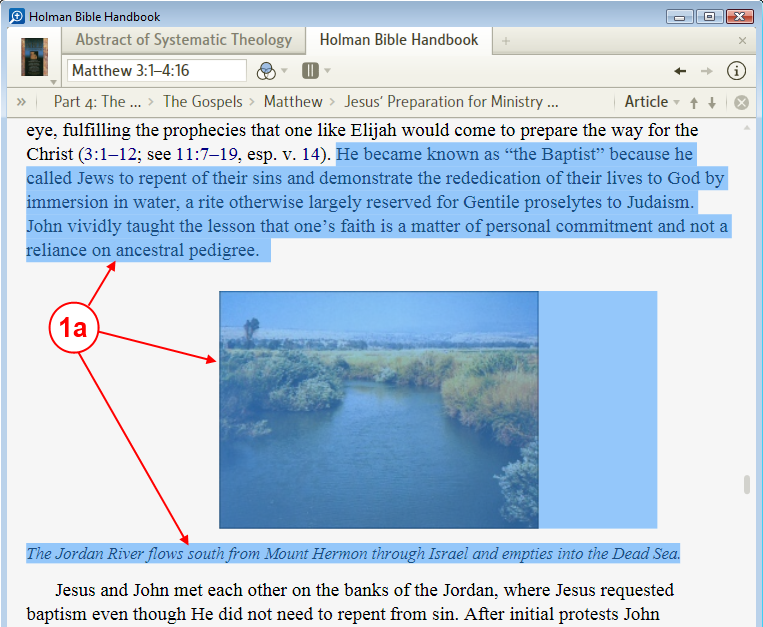 Holman Bible Handbook
Abstract of Systematic Theology
Holman Bible Handbook
Matthew 3:1–4:16
» Part 4: The ... > The Gospels > Matthew > Jesus’ Preparation for Ministry ... Article
eye, fulfilling the prophecies that one like Elijah would come to prepare the way for the
Christ (3:1–12; see 11:7–19, esp. v. 14). He became known as “the Baptist” because he
called Jews to repent of their sins and demonstrate the rededication of their lives to God by
immersion in water, a rite otherwise largely reserved for Gentile proselytes to Judaism.
John vividly taught the lesson that one’s faith is a matter of personal commitment and not a
reliance on ancestral pedigree.
1a
The Jordan River flows south from Mount Hermon through Israel and empties into the Dead Sea.
Jesus and John met each other on the banks of the Jordan, where Jesus requested
baptism even though He did not need to repent from sin. After initial protests John